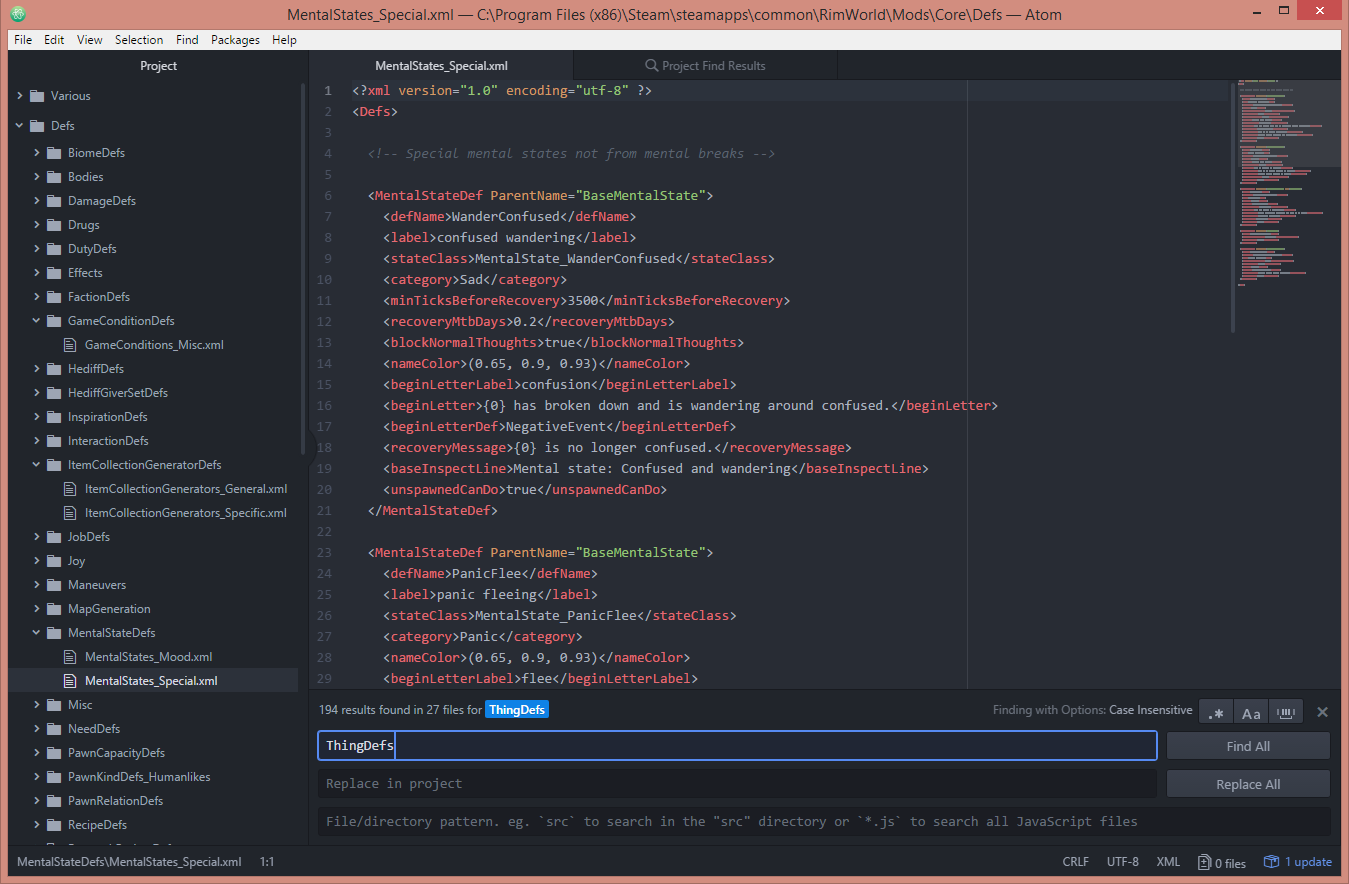 MentalStates_Special.xml — C:\Program Files (x86)\Steam\steamapps\common\RimWorld\Mods\Core\Defs — Atom
File Edit View Selection Find Packages Help
Project
Various
Defs
BiomeDefs
Bodies
DamageDefs
Drugs
DutyDefs
Effects
FactionDefs
GameConditionDefs
GameConditions_Misc.xml
HediffDefs
HediffGiverSetDefs
InspirationDefs
InteractionDefs
ItemCollectionGeneratorDefs
ItemCollectionGenerators_General.xml
ItemCollectionGenerators_Specific.xml
JobDefs
Joy
Maneuvers
MapGeneration
MentalStateDefs
MentalStates_Mood.xml
MentalStates_Special.xml
Misc
NeedDefs
PawnCapacityDefs
PawnKindDefs_Humanlikes
PawnRelationDefs
RecipeDefs
MentalStates_Special.xml Project Find Results
1 <?xml version="1.0" encoding="utf-8" ?>
2 <Defs>
3
4 <!-- Special mental states not from mental breaks -->
5
6 <MentalStateDef ParentName="BaseMentalState">
7 <defName>WanderConfused</defName>
8 <label>confused wandering</label>
9 <stateClass>MentalState_WanderConfused</stateClass>
10 <category>Sad</category>
11 <minTicksBeforeRecovery>3500</minTicksBeforeRecovery>
12 <recoveryMtbDays>0.2</recoveryMtbDays>
13 <blockNormalThoughts>true</blockNormalThoughts>
14 <nameColor>(0.65, 0.9, 0.93)</nameColor>
15 <beginLetterLabel>confusion</beginLetterLabel>
16 <beginLetter>{0} has broken down and is wandering around confused.</beginLetter>
17 <beginLetterDef>NegativeEvent</beginLetterDef>
18 <recoveryMessage>{0} is no longer confused.</recoveryMessage>
19 <baseInspectLine>Mental state: Confused and wandering</baseInspectLine>
20 <unspawnedCanDo>true</unspawnedCanDo>
21 </MentalStateDef>
22
23 <MentalStateDef ParentName="BaseMentalState">
24 <defName>PanicFlee</defName>
25 <label>panic fleeing</label>
26 <stateClass>MentalState_PanicFlee</stateClass>
27 <category>Panic</category>
28 <nameColor>(0.65, 0.9, 0.93)</nameColor>
29 <beginLetterLabel>flee</beginLetterLabel>
194 results found in 27 files for ThingDefs Finding with Options: Case Insensitive .* Aa
ThingDefs Find All
Replace in project Replace All
File/directory pattern. eg. `src` to search in the "src" directory or `*.js` to search all JavaScript files
MentalStateDefs\MentalStates_Special.xml 1:1 CRLF UTF-8 XML 0 files 1 update